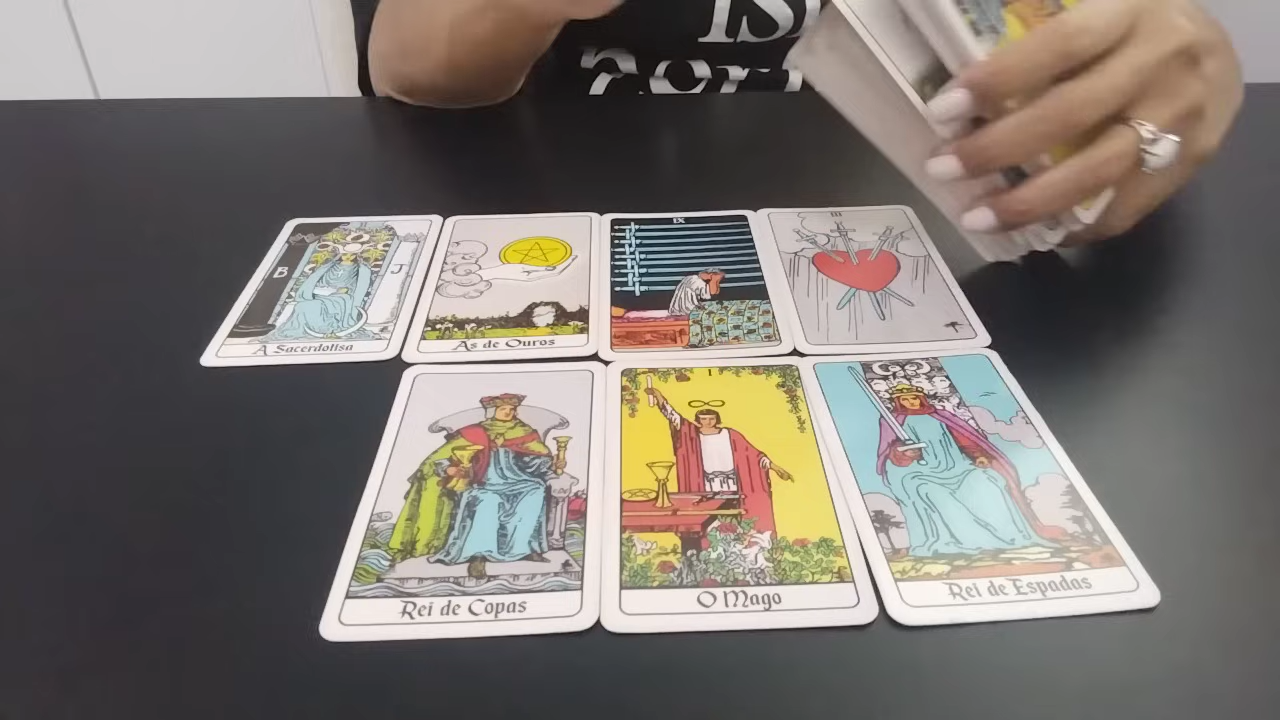 IX
III
B J
A Sacerdotisa
Ás de Ouros
I
Rei de Copas
O Mago
Rei de Espadas